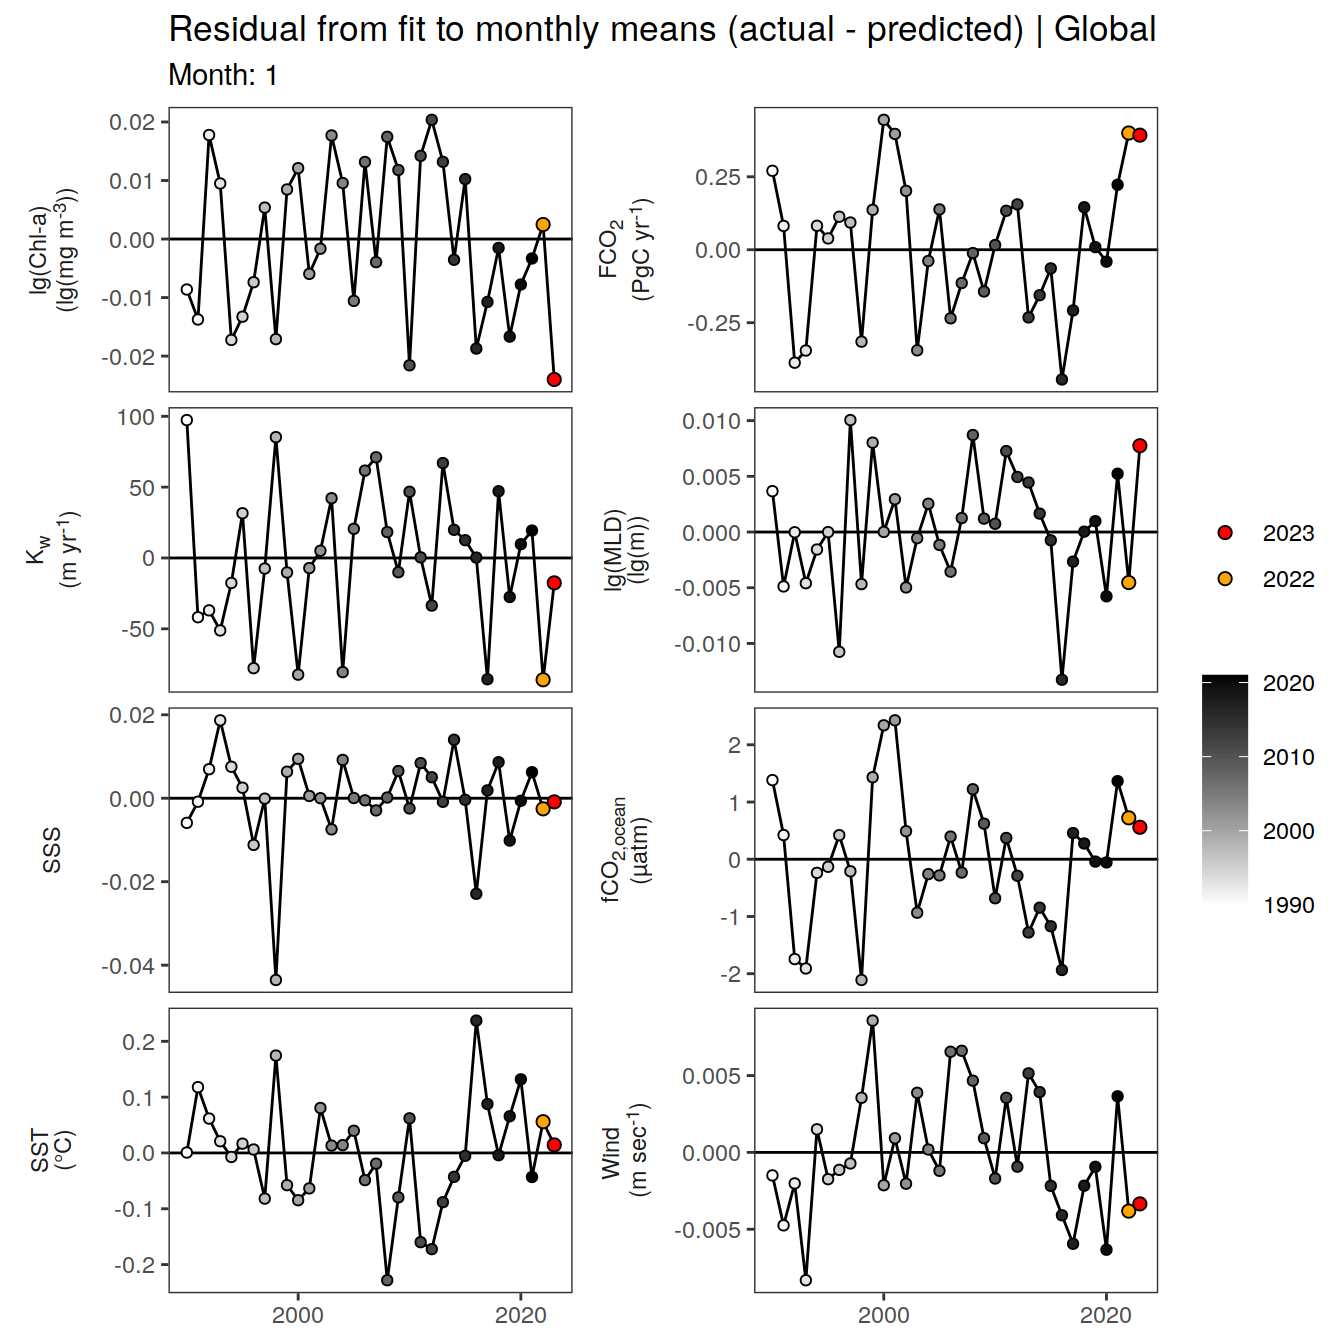 Residual from fit to monthly means (actual - predicted) | Global
Month: 1
lg(Chl-a)
(lg(mg m⁻³))
0.02
0.01
0.00
-0.01
-0.02
FCO₂
(PgC yr⁻¹)
0.25
0.00
-0.25
K_w
(m yr⁻¹)
100
50
0
-50
lg(MLD)
(lg(m))
0.010
0.005
0.000
-0.005
-0.010
SSS
0.02
0.00
-0.02
-0.04
fCO₂,ocean
(µatm)
2
1
0
-1
-2
SST
(°C)
0.2
0.1
0.0
-0.1
-0.2
2000 2020
WInd
(m sec⁻¹)
0.005
0.000
-0.005
2000 2020
2023
2022
2020
2010
2000
1990